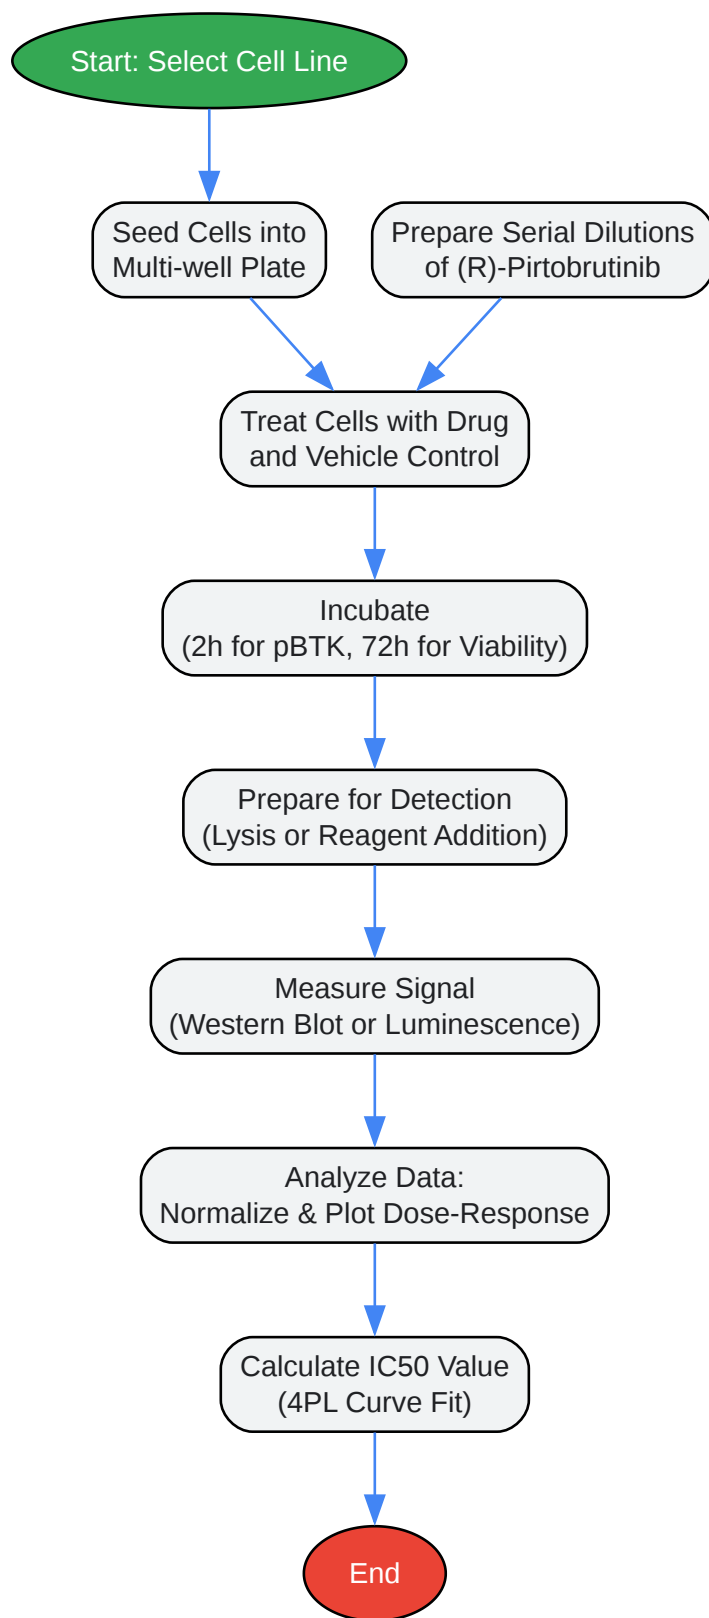 Start: Select Cell Line
Seed Cells into
Multi-well Plate
Prepare Serial Dilutions
of (R)-Pirtobrutinib
Treat Cells with Drug
and Vehicle Control
Incubate
(2h for pBTK, 72h for Viability)
Prepare for Detection
(Lysis or Reagent Addition)
Measure Signal
(Western Blot or Luminescence)
Analyze Data:
Normalize & Plot Dose-Response
Calculate IC50 Value
(4PL Curve Fit)
End